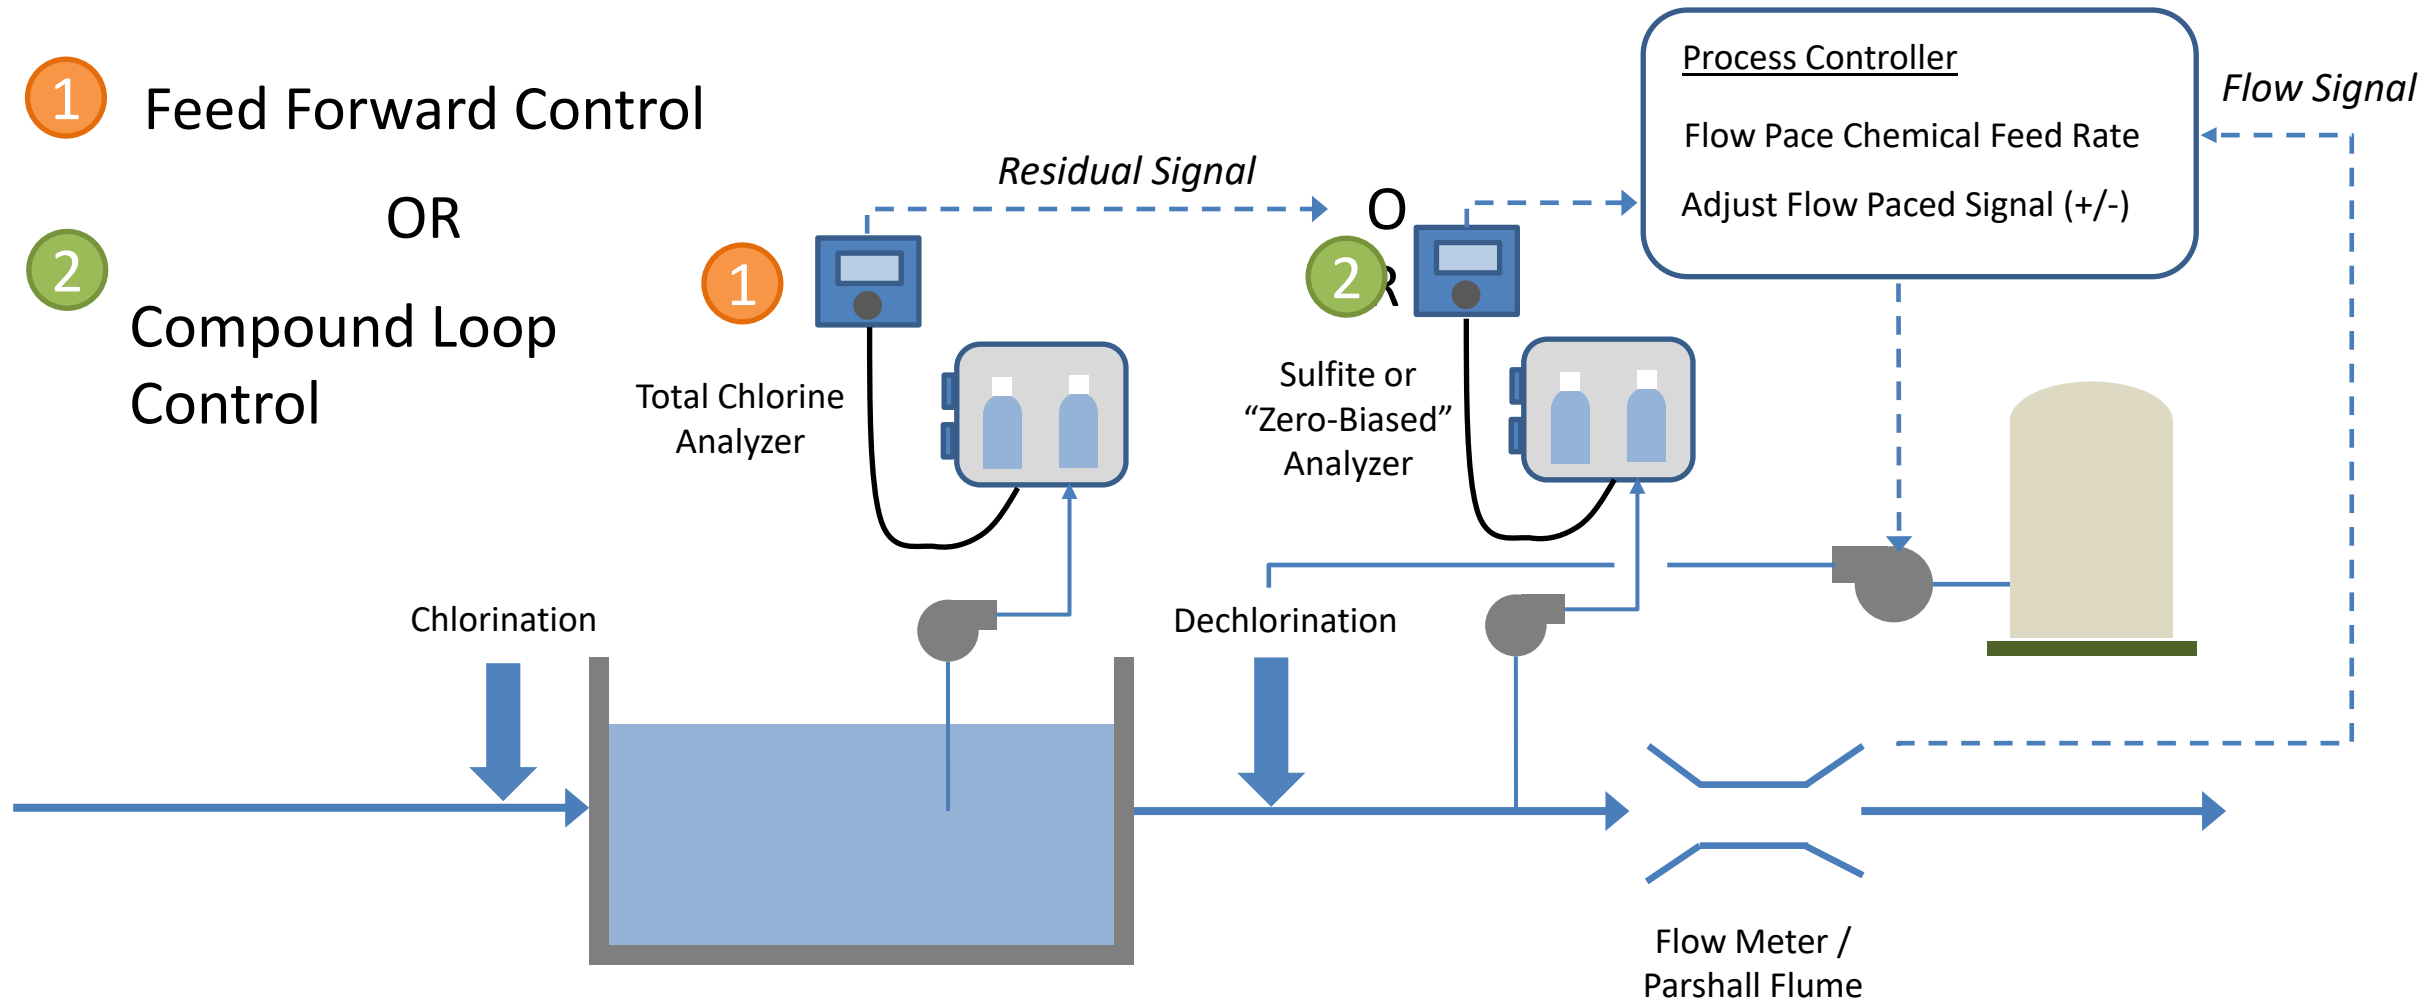 1
Feed Forward Control
OR
2
Compound Loop
Control
1
Total Chlorine
Analyzer
Residual Signal
O
R
2
Sulfite or
“Zero-Biased”
Analyzer
Process Controller
Flow Pace Chemical Feed Rate
Adjust Flow Paced Signal (+/-)
Flow Signal
Chlorination
Dechlorination
Flow Meter /
Parshall Flume